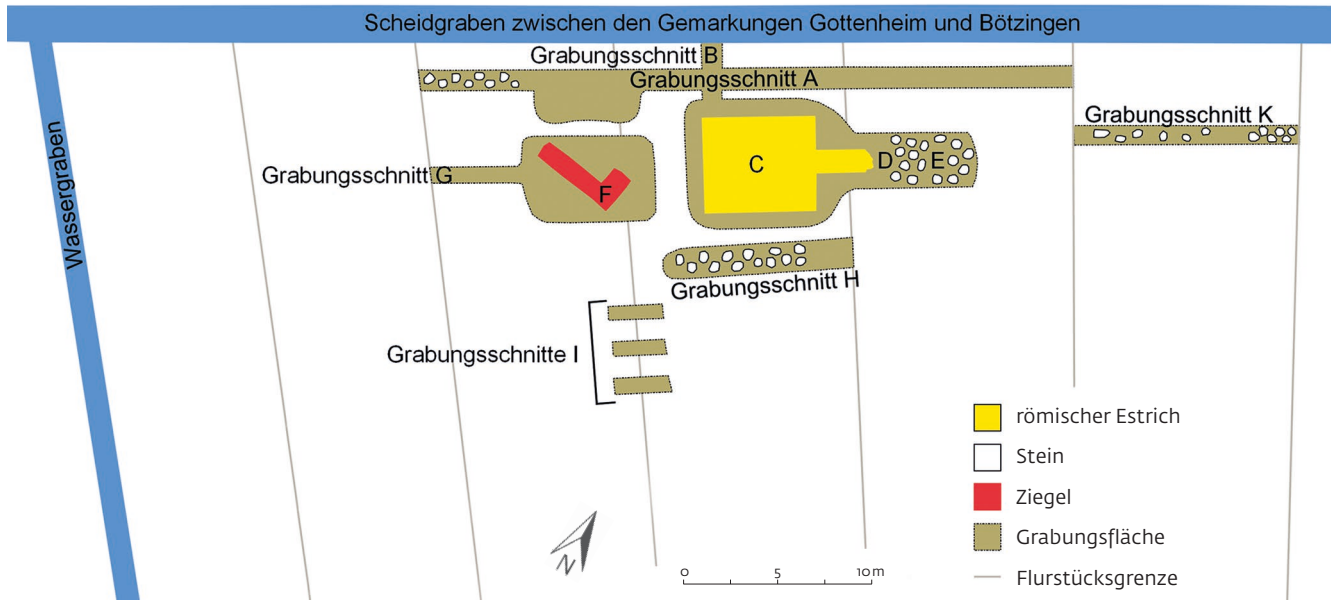 Scheidgraben zwischen den Gemarkungen Gottenheim und Bötzingen
Grabungsschnitt B
Grabungsschnitt A
Grabungsschnitt K
Wassergraben
C
D
E
Grabungsschnitt G
F
Grabungsschnitt H
Grabungsschnitte I
römischer Estrich
Stein
Ziegel
Grabungsfläche
Flurstücksgrenze
N
0 5 10m